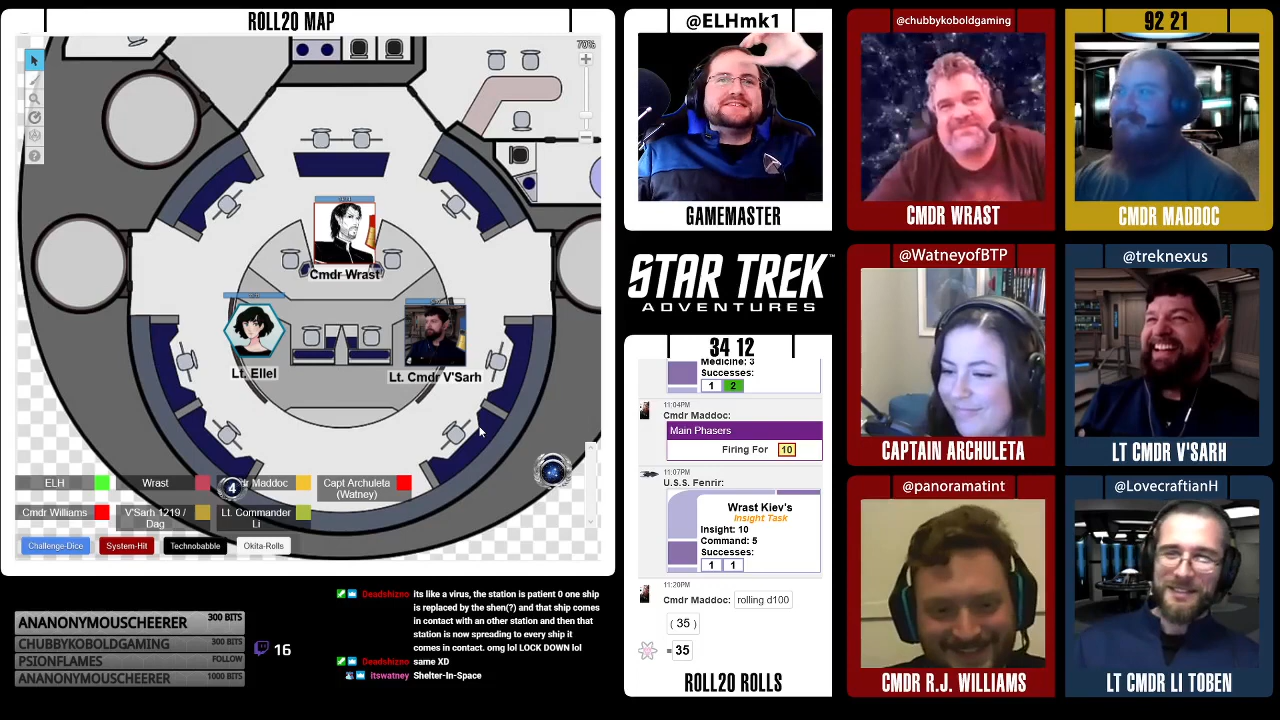 ROLL20 MAP
70%
Cmdr Wrast
Lt. Ellel
Lt. Cmdr V'Sarh
ELH
Wrast
4
dr Maddoc
Capt Archuleta
(Watney)
Cmdr Williams
V'Sarh 1219 /
Dag
Lt. Commander
Li
Challenge-Dice
System-Hit
Technobabble
Okita-Rolls
ANANONYMOUSCHEERER 300 BITS
CHUBBYKOBOLDGAMING 300 BITS
PSIONFLAMES FOLLOW
ANANONYMOUSCHEERER 1000 BITS
16
Deadshizno its like a virus, the station is patient 0 one ship
is replaced by the shen(?) and that ship comes
in contact with an other station and then that
station is now spreading to every ship it
comes in contact. omg lol LOCK DOWN lol
Deadshizno same XD
Itswatney Shelter-In-Space
@ELHmk1
GAMEMASTER
STAR TREK
ADVENTURES
34 12
Medicine: 3
Successes:
1 2
11:04PM
Cmdr Maddoc:
Main Phasers
Firing For 10
11:07PM
U.S.S. Fenrir:
Wrast Kiev's
Insight Task
Insight: 10
Command: 5
Successes:
1 1
11:20PM
Cmdr Maddoc: rolling d100
( 35 )
= 35
ROLL20 ROLLS
@chubbykoboldgaming
CMDR WRAST
92 21
CMDR MADDOC
@WatneyofBTP
CAPTAIN ARCHULETA
@treknexus
LT CMDR V'SARH
@panoramatint
CMDR R.J. WILLIAMS
@LovecraftianH
LT CMDR LI TOBEN